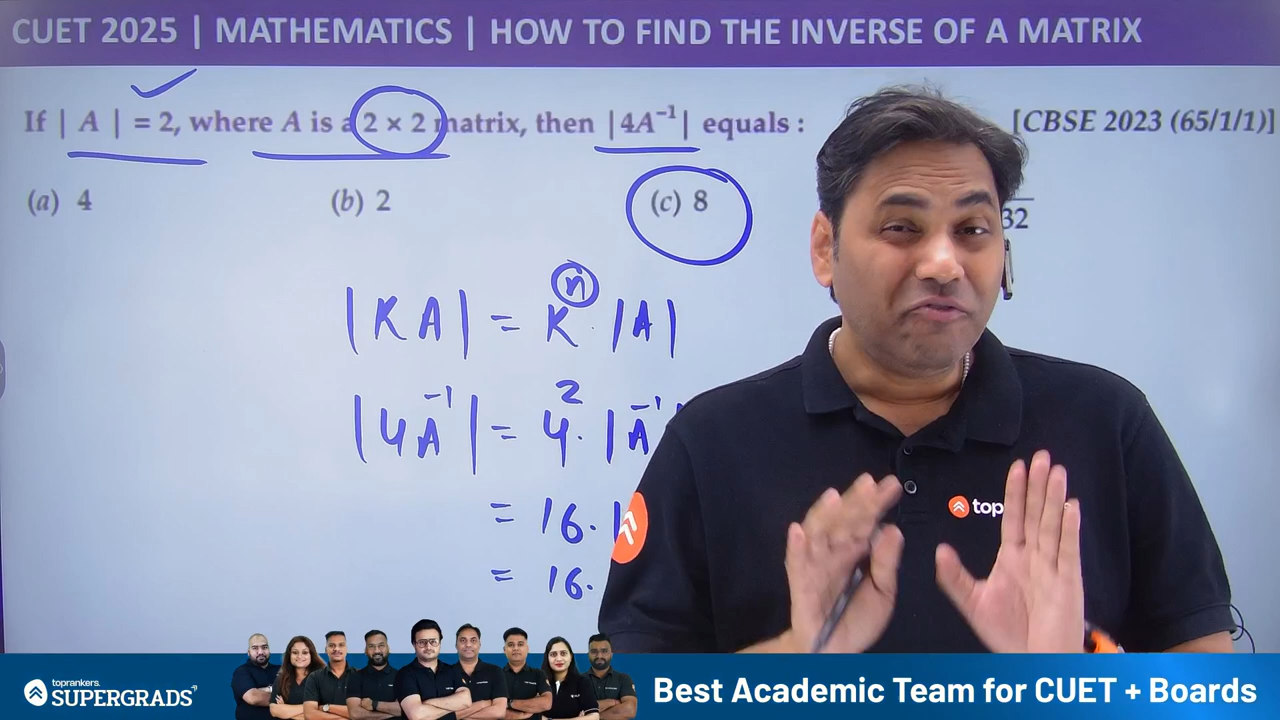 CUET 2025 | MATHEMATICS | HOW TO FIND THE INVERSE OF A MATRIX
If | A | = 2, where A is a 2 × 2 matrix, then |4A⁻¹| equals : [CBSE 2023 (65/1/1)]
(a) 4 (b) 2 (c) 8 32
|KA| = Kⁿ · |A|
|4A⁻¹| = 4² · |A⁻¹
= 16 · |
= 16 ·
top
toprankers
SUPERGRADS
Best Academic Team for CUET + Boards